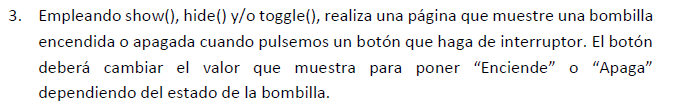 3. Empleando show(), hide() y/o toggle(), realiza una página que muestre una bombilla
encendida o apagada cuando pulsemos un botón que haga de interruptor. El botón
deberá cambiar el valor que muestra para poner “Enciende” o “Apaga”
dependiendo del estado de la bombilla.